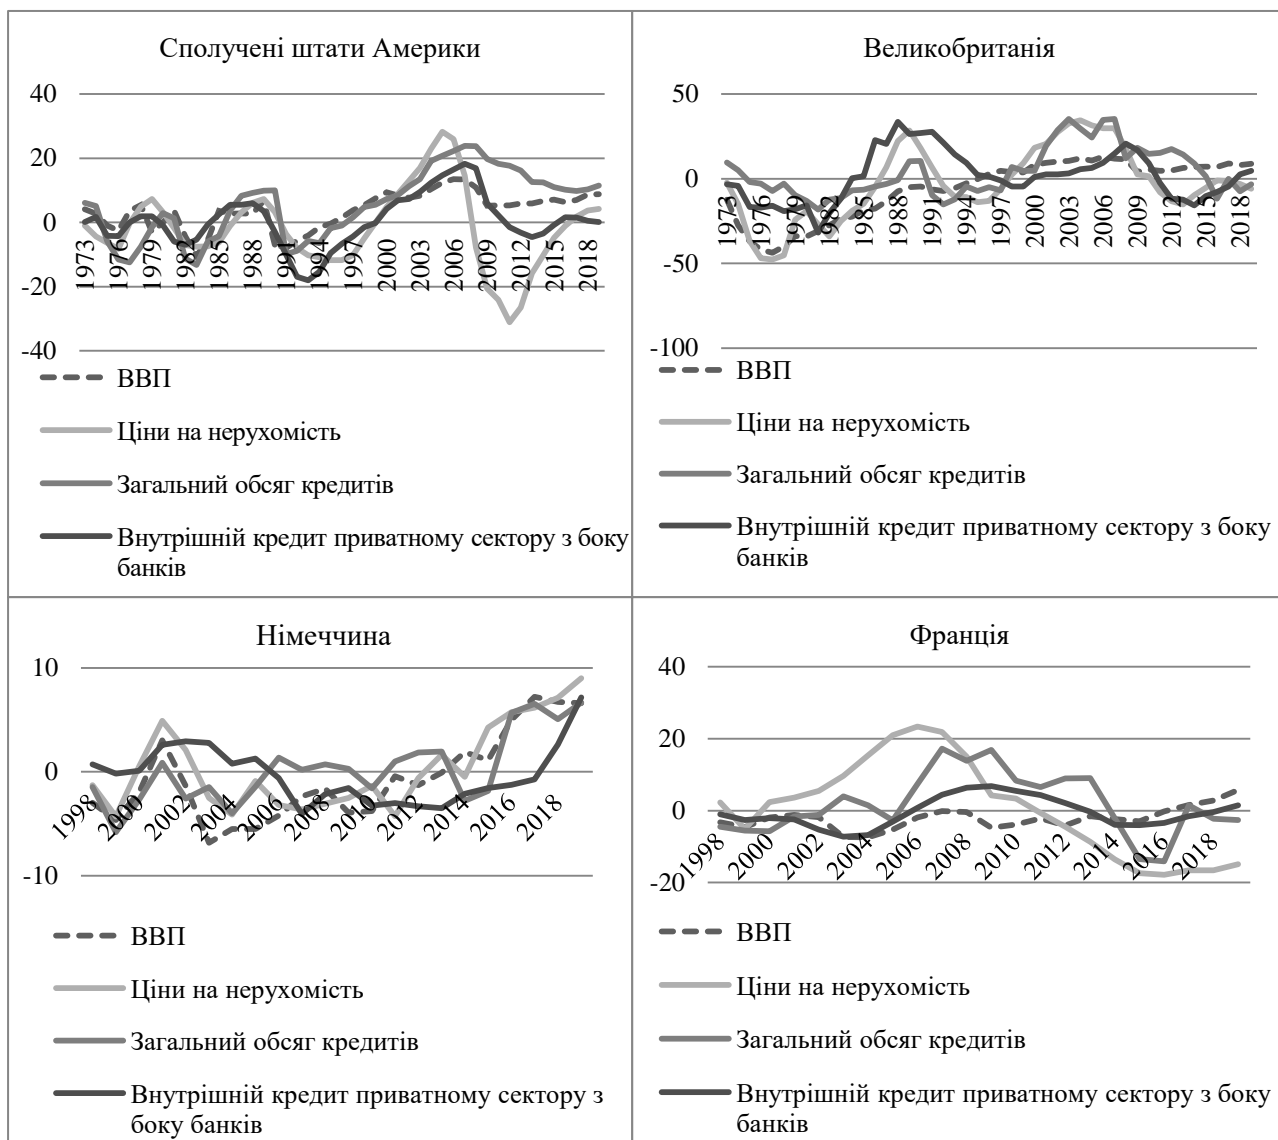 Сполучені штати Америки
40
20
0
-20
-40
1973
1976
1979
1982
1985
1988
1991
1994
1997
2000
2003
2006
2009
2012
2015
2018
ВВП
Ціни на нерухомість
Загальний обсяг кредитів
Внутрішній кредит приватному сектору з боку
банків
Великобританія
50
0
-50
-100
1973
1976
1979
1982
1985
1988
1991
1994
1997
2000
2003
2006
2009
2012
2015
2018
ВВП
Ціни на нерухомість
Загальний обсяг кредитів
Внутрішній кредит приватному сектору з боку
банків
Німеччина
10
0
-10
1998
2000
2002
2004
2006
2008
2010
2012
2014
2016
2018
ВВП
Ціни на нерухомість
Загальний обсяг кредитів
Внутрішній кредит приватному сектору з
боку банків
Франція
40
20
0
-20
1998
2000
2002
2004
2006
2008
2010
2012
2014
2016
2018
ВВП
Ціни на нерухомість
Загальний обсяг кредитів
Внутрішній кредит приватному сектору з боку
банків